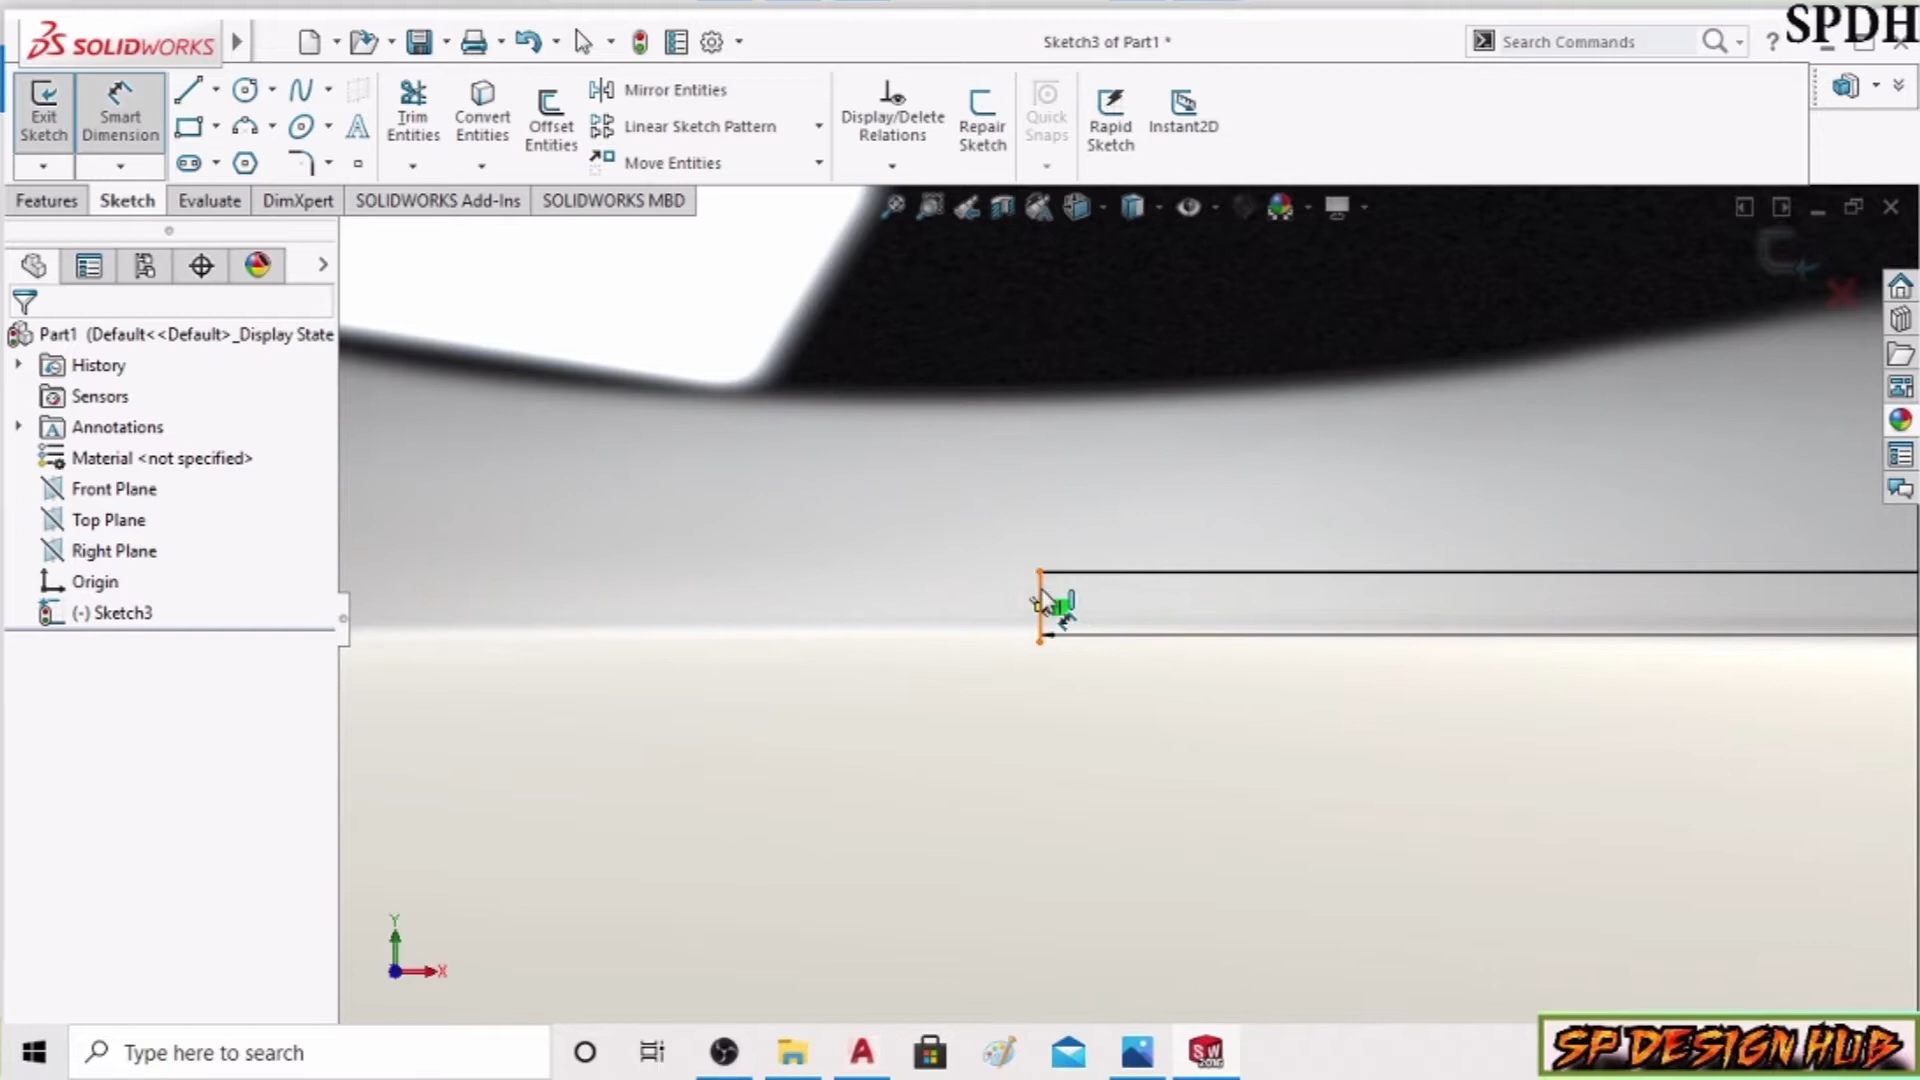 SPDH
SOLIDWORKS
Sketch3 of Part1 *
Search Commands
?
Exit Sketch
Smart Dimension
Trim Entities
Convert Entities
Offset Entities
Mirror Entities
Linear Sketch Pattern
Move Entities
Display/Delete Relations
Repair Sketch
Quick Snaps
Rapid Sketch
Instant2D
Features
Sketch
Evaluate
DimXpert
SOLIDWORKS Add-Ins
SOLIDWORKS MBD
Part1 (Default<<Default>_Display State
History
Sensors
Annotations
Material <not specified>
Front Plane
Top Plane
Right Plane
Origin
(-) Sketch3
Y
X
Type here to search
SW
2016
SP DESIGN HUB